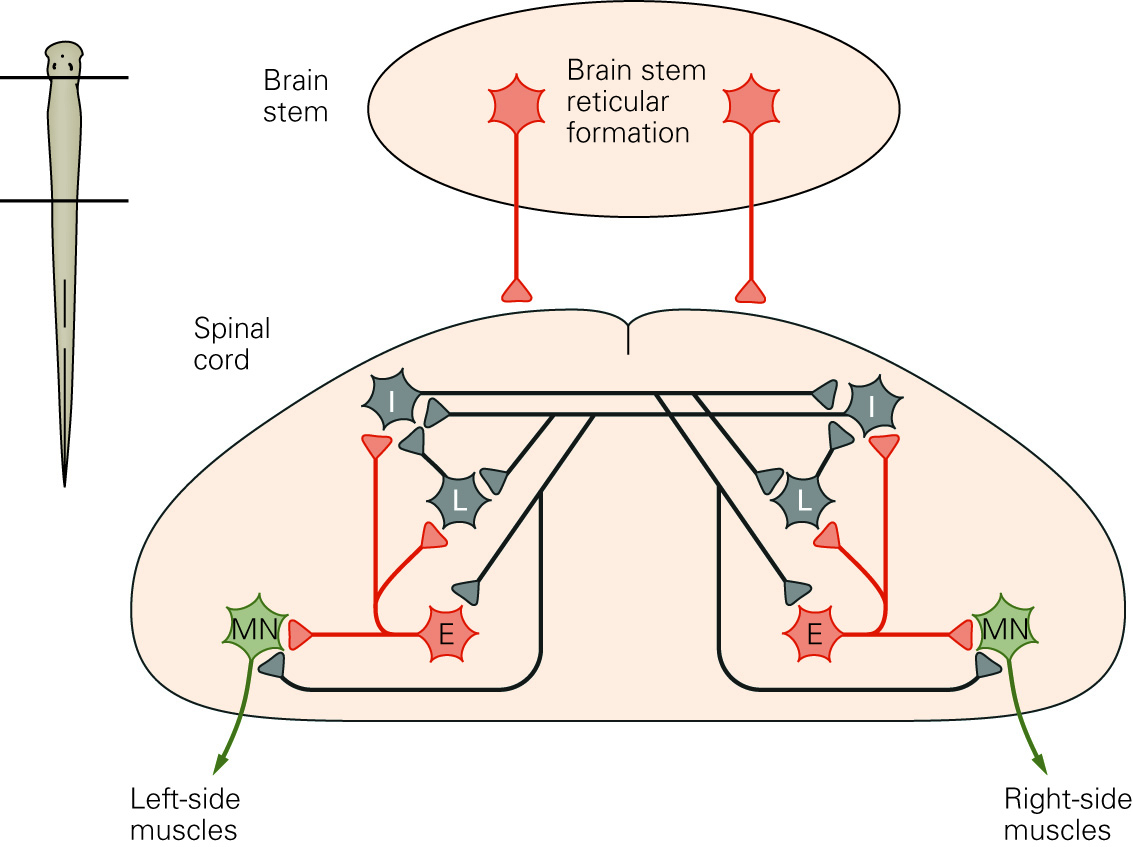 Brain
stem
Brain stem
reticular
formation
Spinal
cord
I
I
L
L
MN
E
E
MN
Left-side
muscles
Right-side
muscles